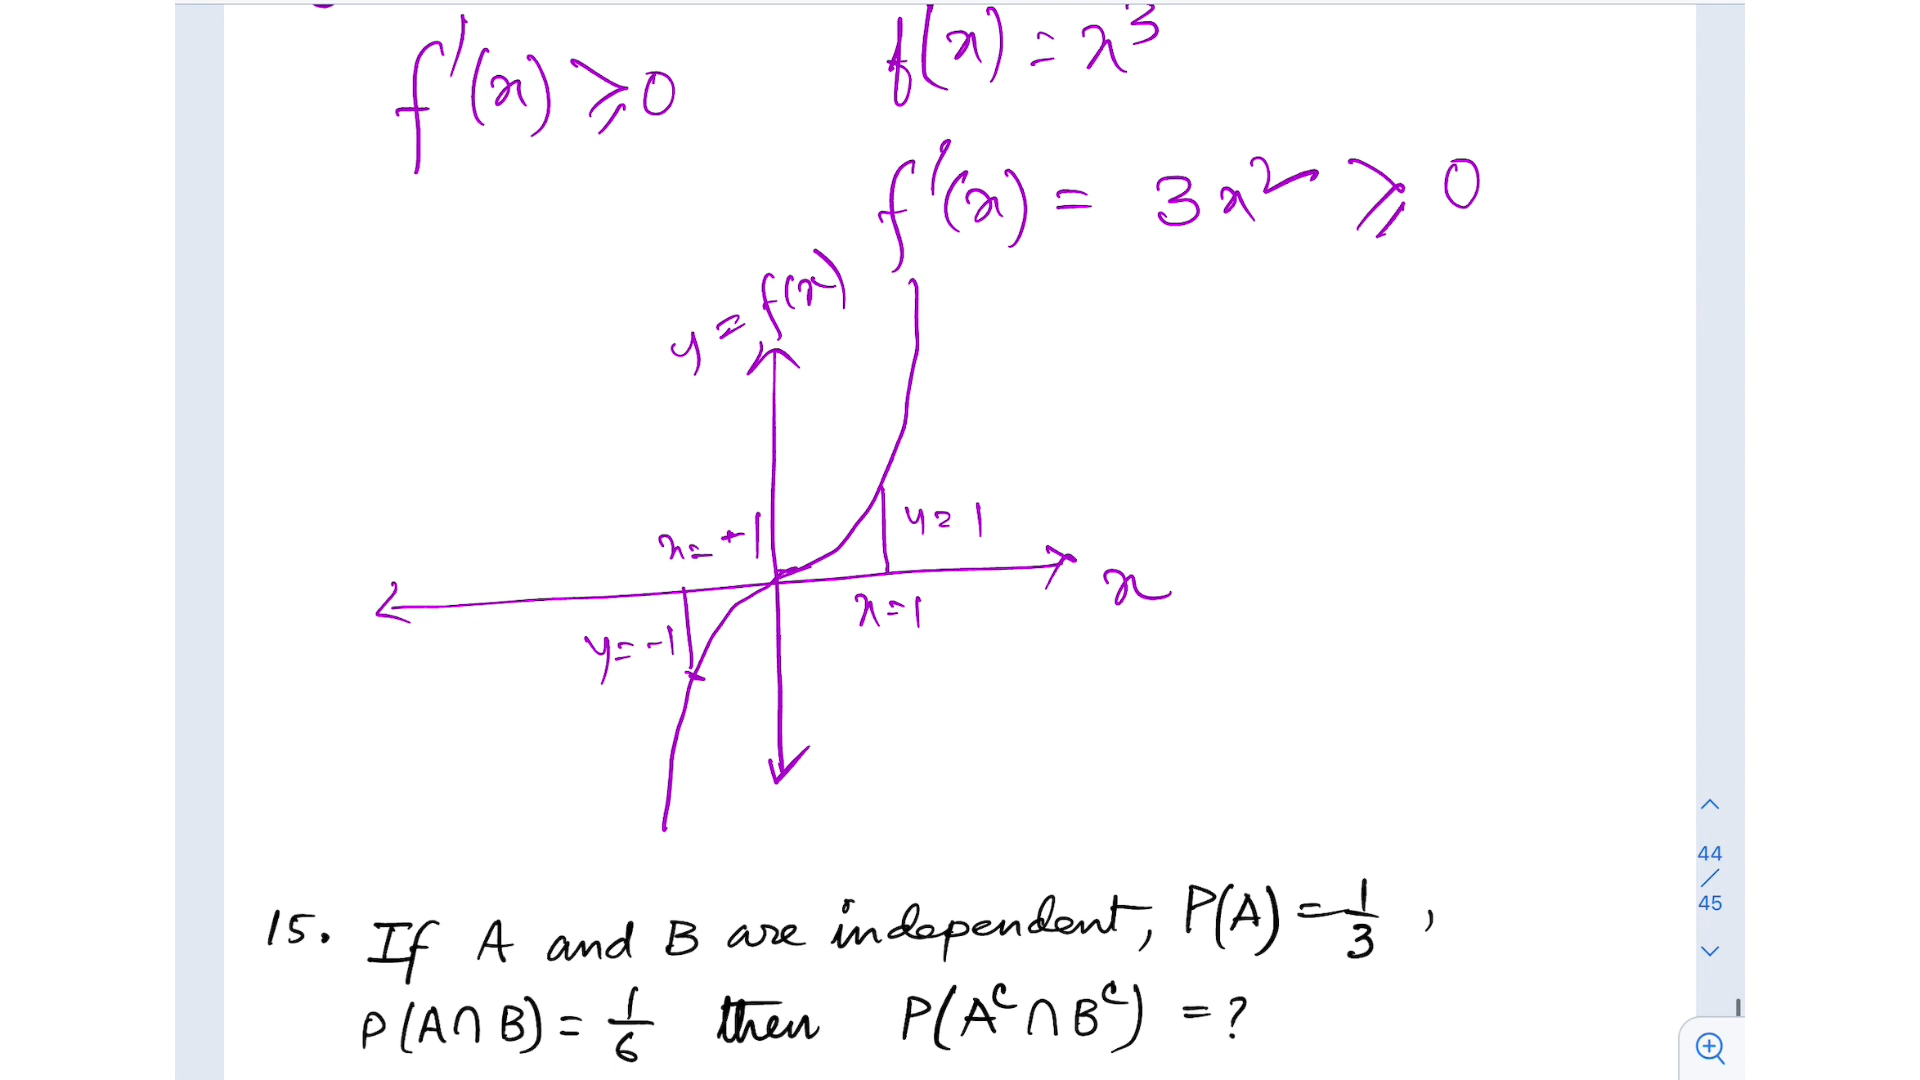 f'(x) ⩾ 0
f(x) = x³
f'(x) = 3x² ⩾ 0
y = f(x)
x = +1
y = 1
x
x = 1
y = -1
15. If A and B are independent, P(A) = 1/3 ,
P(A∩B) = 1/6 then P(Aᶜ∩Bᶜ) = ?
44
/
45